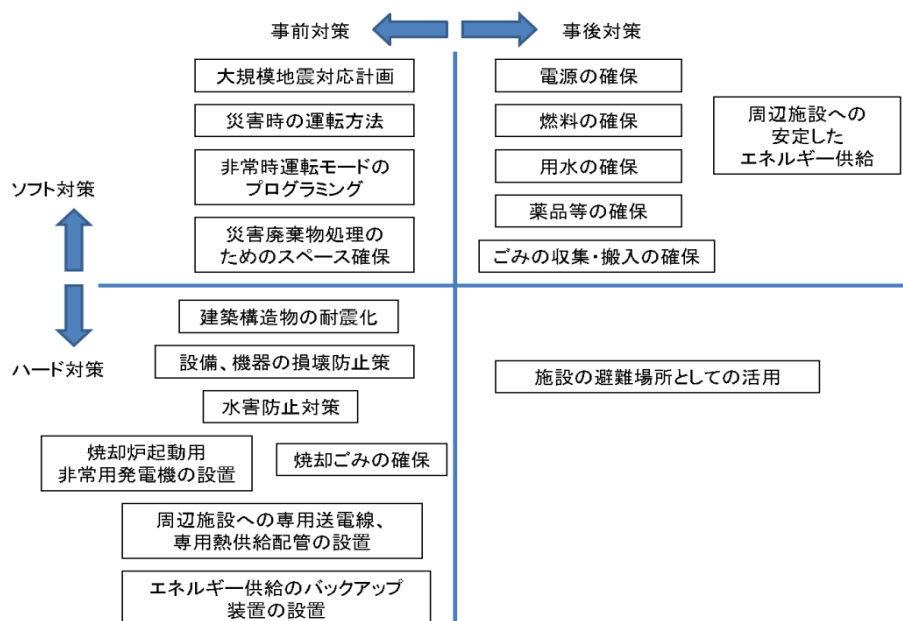 事前対策
事後対策
大規模地震対応計画
災害時の運転方法
非常時運転モードの
プログラミング
災害廃棄物処理の
ためのスペース確保
電源の確保
燃料の確保
用水の確保
薬品等の確保
ごみの収集・搬入の確保
周辺施設への
安定した
エネルギー供給
ソフト対策
ハード対策
建築構造物の耐震化
設備、機器の損壊防止策
水害防止対策
焼却炉起動用
非常用発電機の設置
焼却ごみの確保
周辺施設への専用送電線、
専用熱供給配管の設置
エネルギー供給のバックアップ
装置の設置
施設の避難場所としての活用